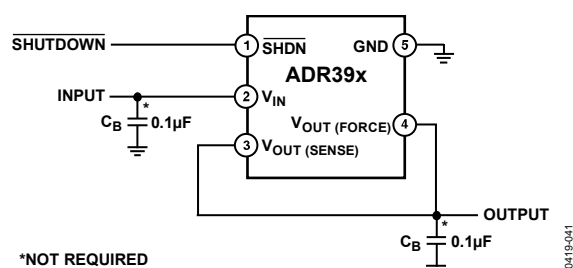 SHUTDOWN
1
SHDN
GND
5
ADR39x
INPUT
2
VIN
*
CB
0.1µF
VOUT (FORCE)
4
3
VOUT (SENSE)
OUTPUT
*
CB
0.1µF
*NOT REQUIRED
0419-041